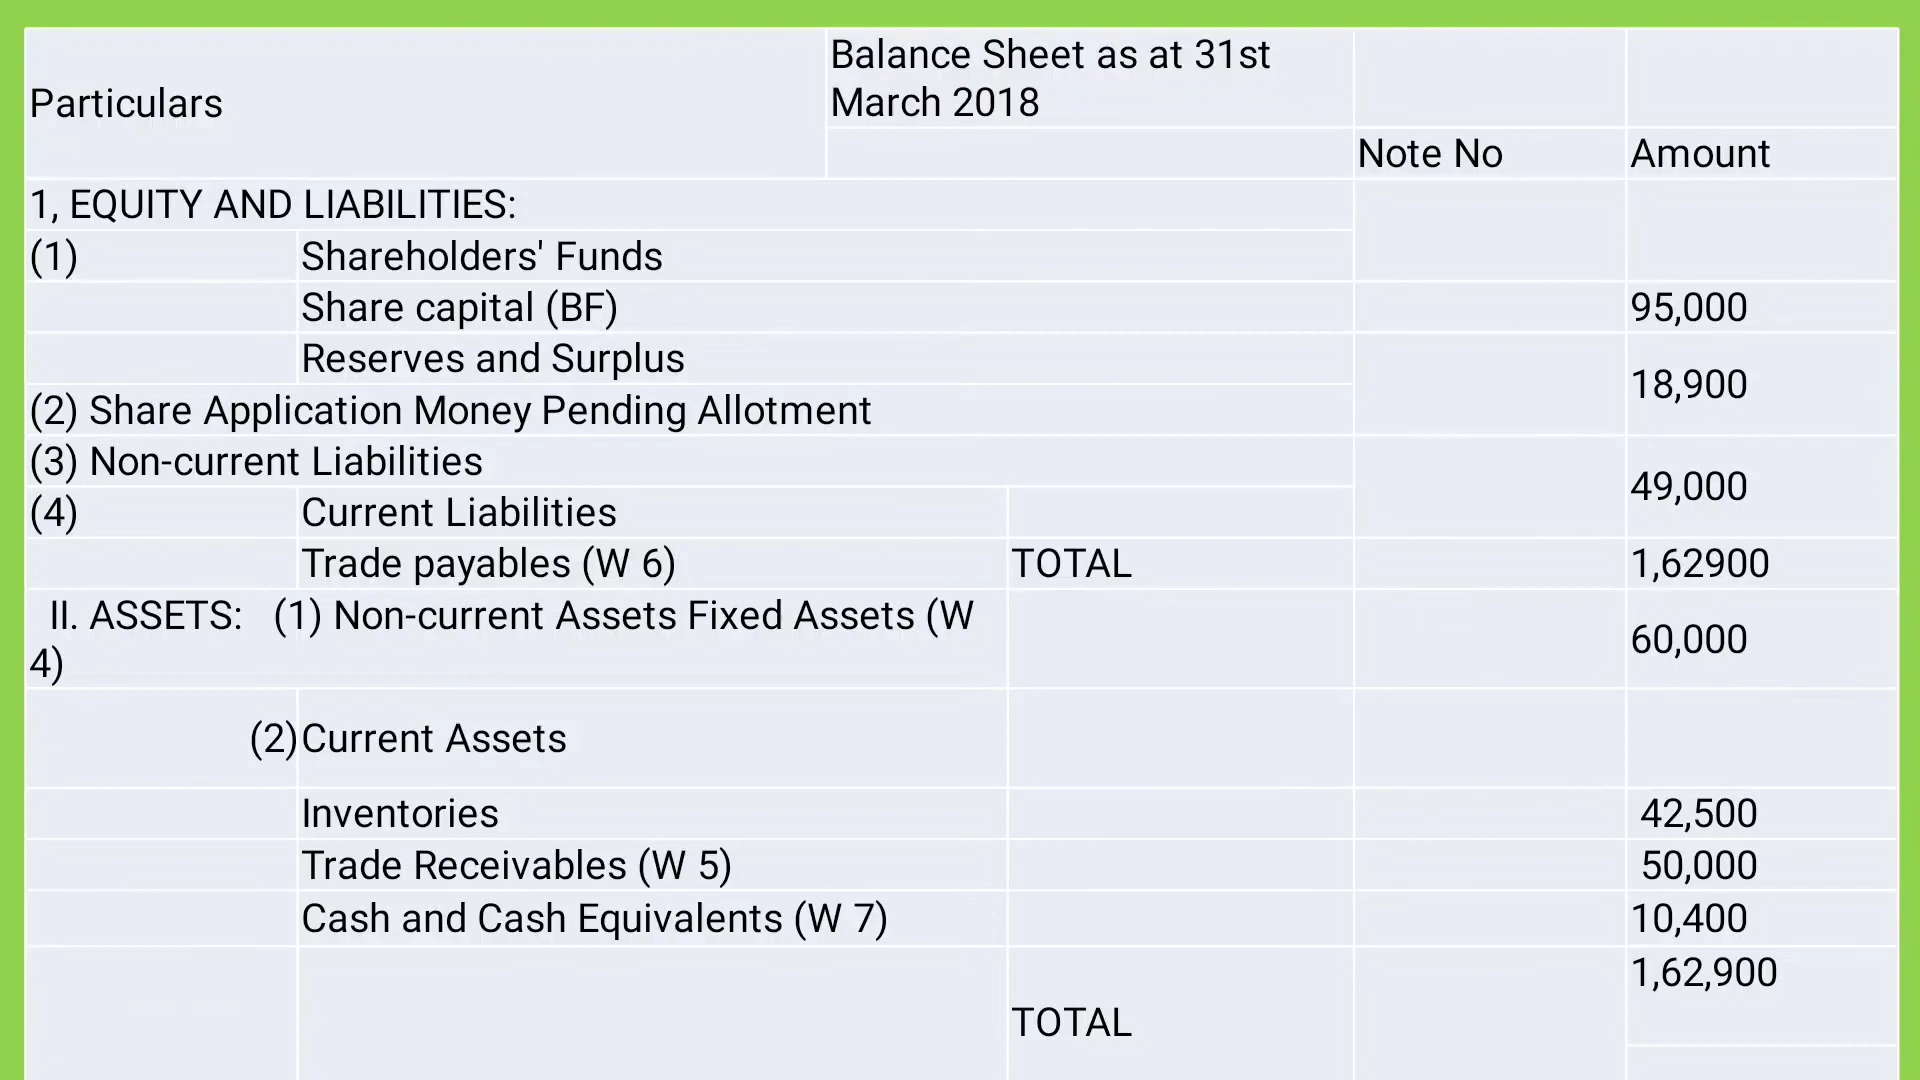 Balance Sheet as at 31st
March 2018
Particulars
Note No Amount
1, EQUITY AND LIABILITIES:
(1) Shareholders' Funds
Share capital (BF) 95,000
Reserves and Surplus
18,900
(2) Share Application Money Pending Allotment
(3) Non-current Liabilities
49,000
(4) Current Liabilities
Trade payables (W 6) TOTAL 1,62900
II. ASSETS: (1) Non-current Assets Fixed Assets (W
4)
60,000
(2) Current Assets
Inventories 42,500
Trade Receivables (W 5) 50,000
Cash and Cash Equivalents (W 7) 10,400
1,62,900
TOTAL